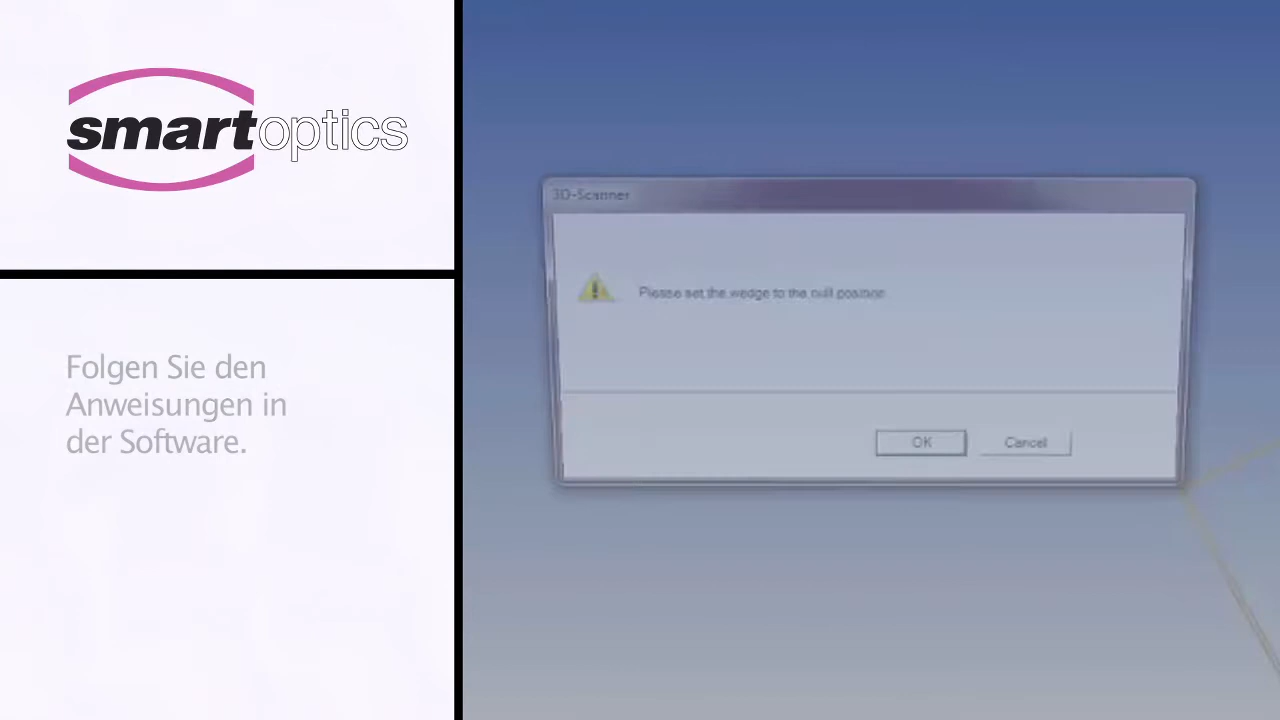 smartoptics
Folgen Sie den
Anweisungen in
der Software.
3D-Scanner
Please set the wedge to the null position
OK
Cancel